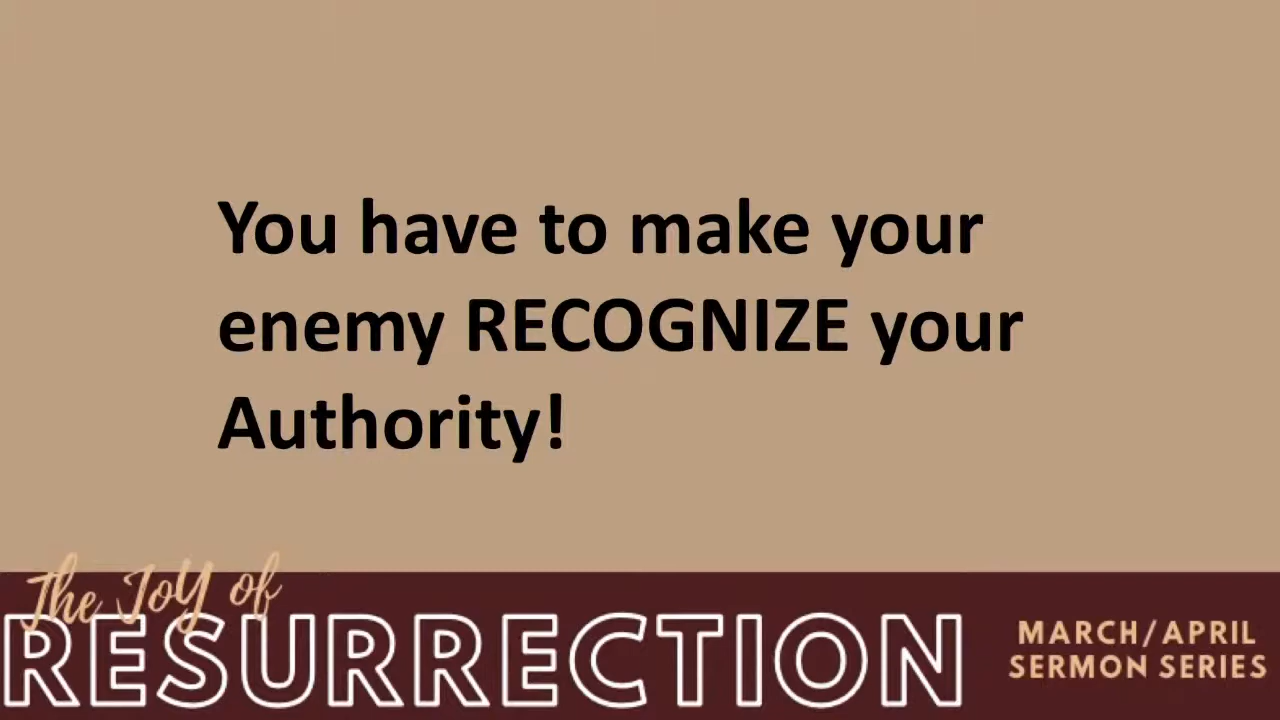 You have to make your
enemy RECOGNIZE your
Authority!
The JoY of
RESURRECTION
MARCH/APRIL
SERMON SERIES